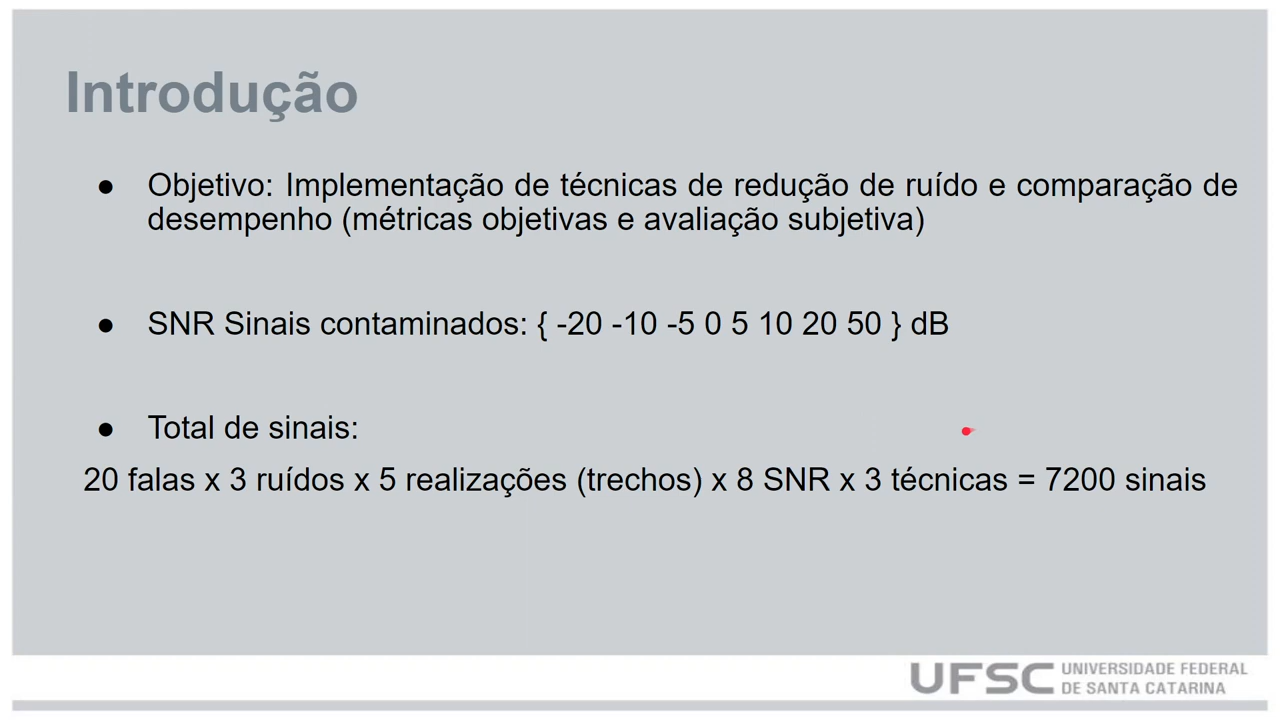 Introdução
● Objetivo: Implementação de técnicas de redução de ruído e comparação de
desempenho (métricas objetivas e avaliação subjetiva)
● SNR Sinais contaminados: { -20 -10 -5 0 5 10 20 50 } dB
● Total de sinais:
20 falas x 3 ruídos x 5 realizações (trechos) x 8 SNR x 3 técnicas = 7200 sinais
UFSC UNIVERSIDADE FEDERAL
DE SANTA CATARINA